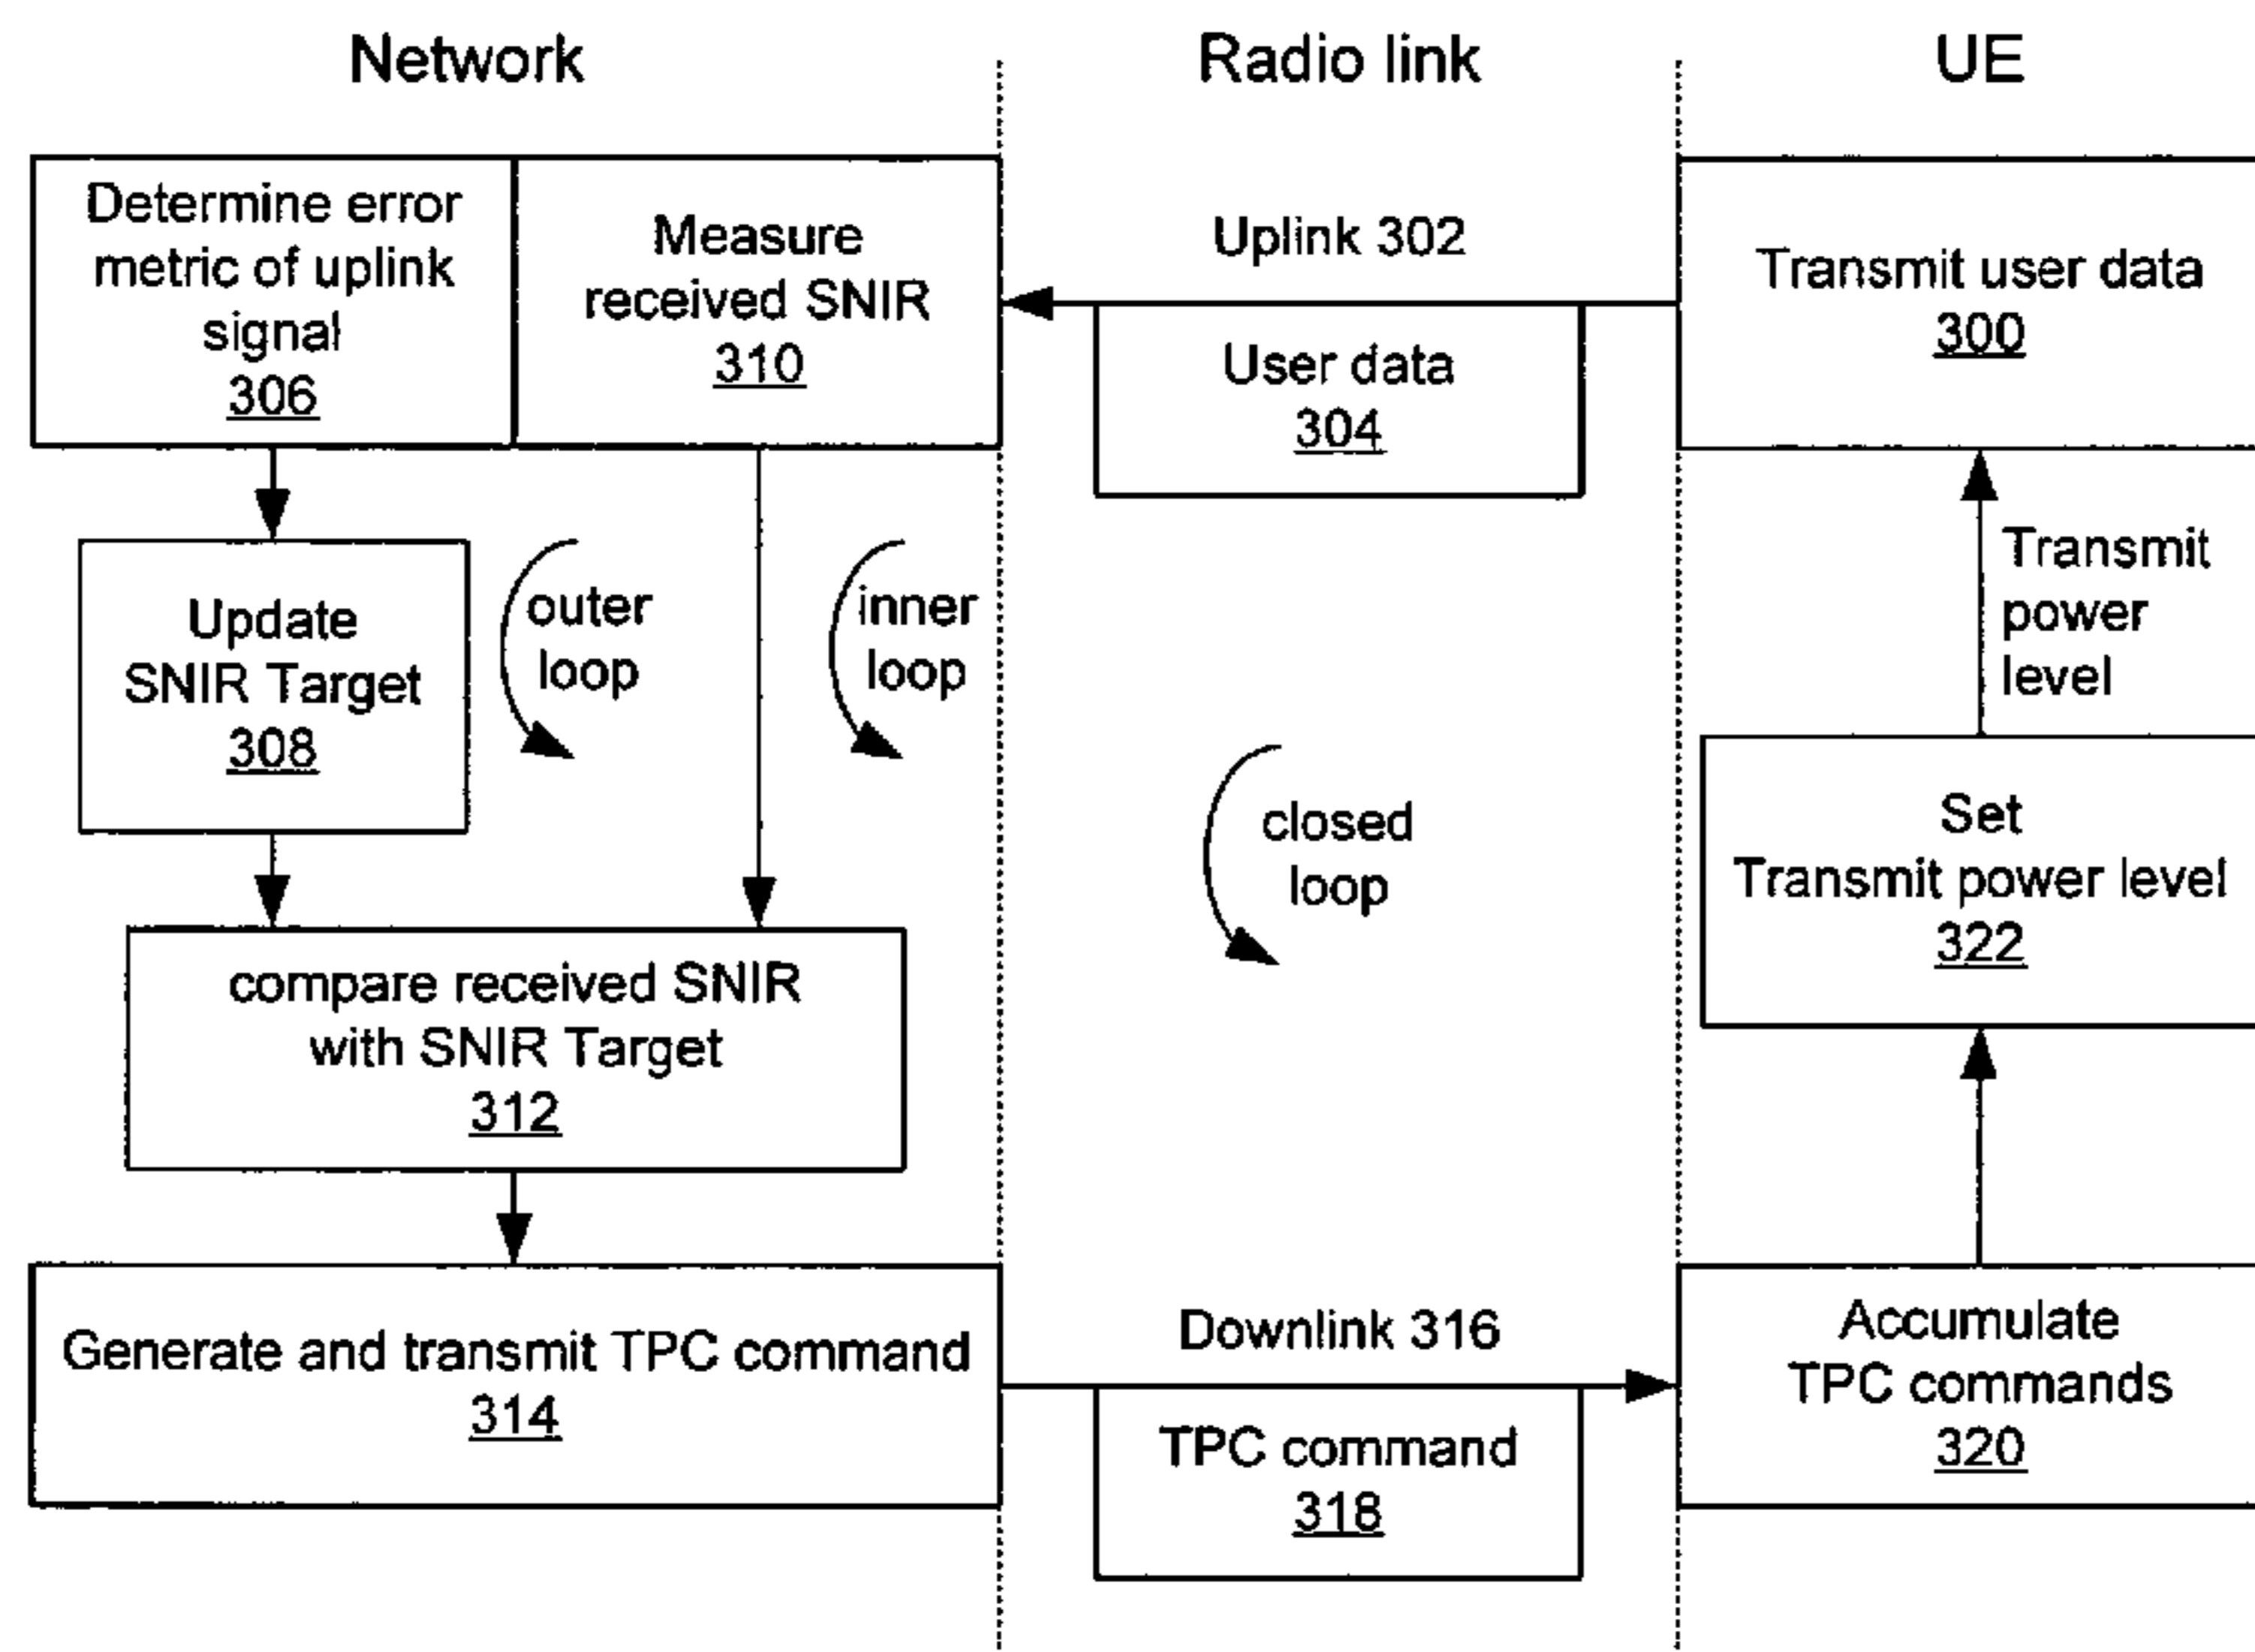 Network
Radio link
UE
Determine error
metric of uplink
signal
306
Measure
received SNIR
310
Uplink 302
User data
304
Transmit user data
300
Update
SNIR Target
308
outer
loop
inner
loop
closed
loop
Transmit
power
level
Set
Transmit power level
322
compare received SNIR
with SNIR Target
312
Generate and transmit TPC command
314
Downlink 316
TPC command
318
Accumulate
TPC commands
320